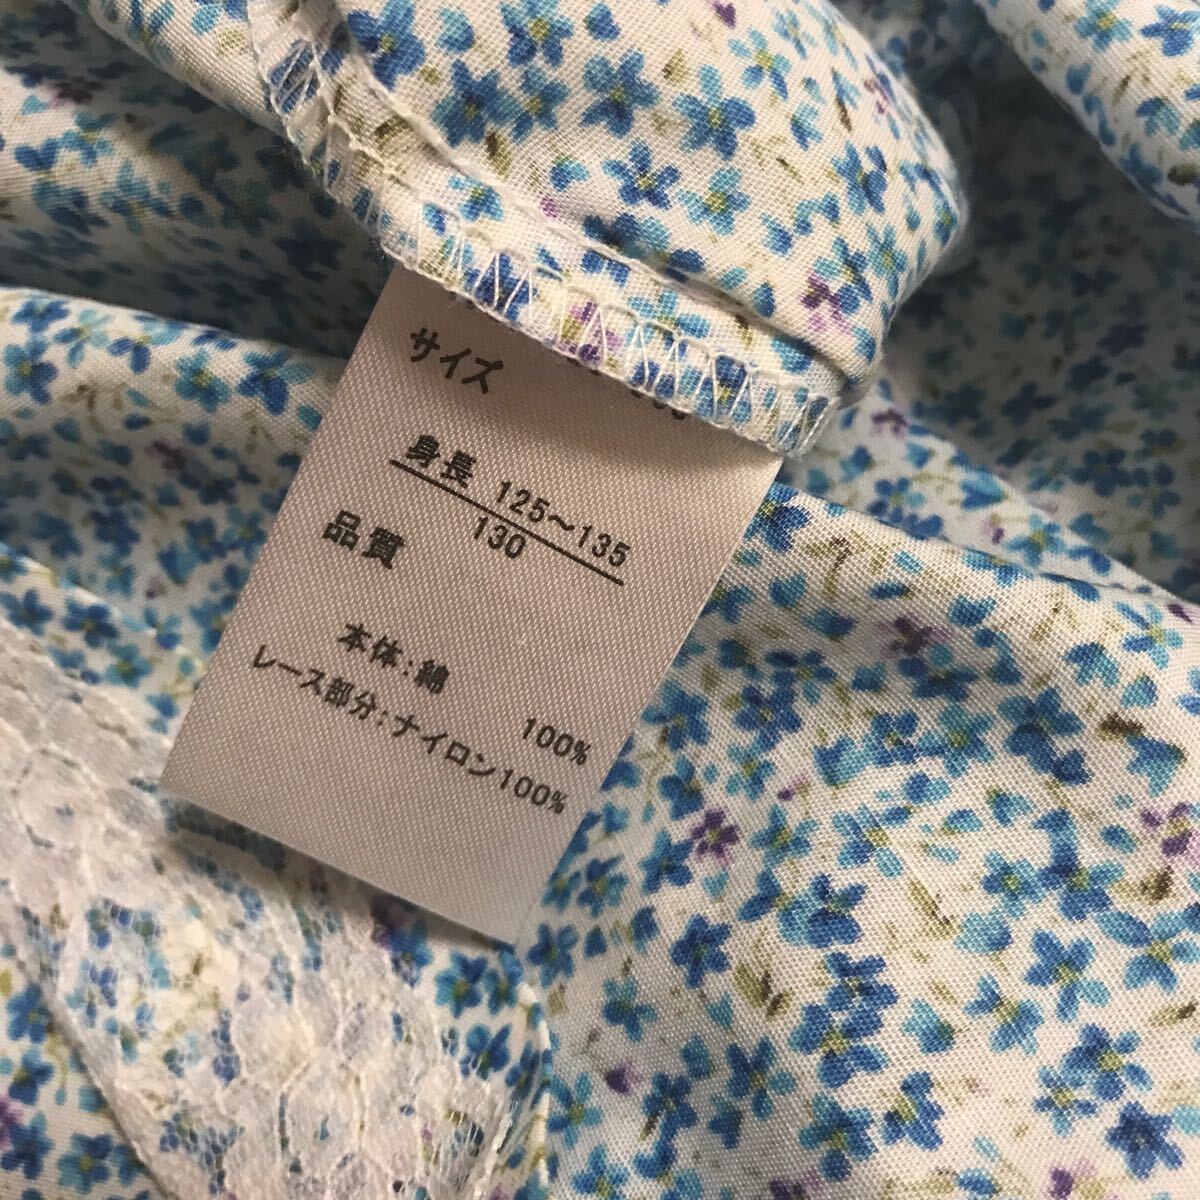 サイズ
身長 125～135
130
品質
本体：綿 100%
レース部分：ナイロン100%